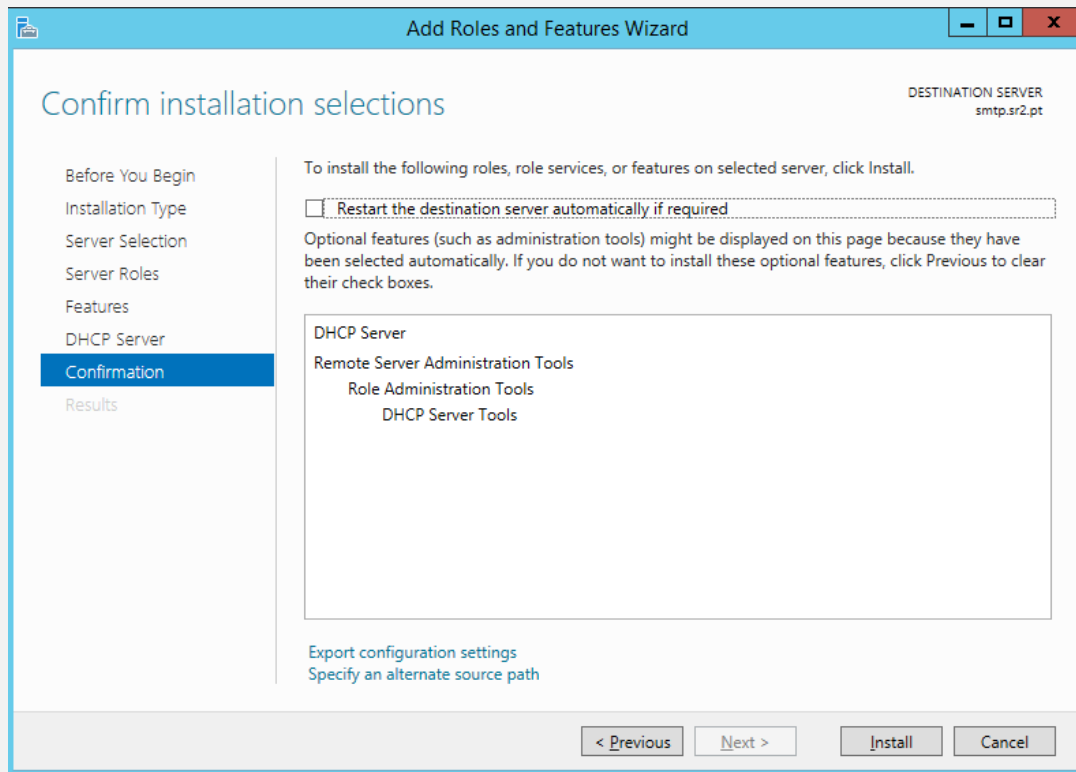 Add Roles and Features Wizard
Confirm installation selections
DESTINATION SERVER
smtp.sr2.pt
Before You Begin
Installation Type
Server Selection
Server Roles
Features
DHCP Server
Confirmation
Results
To install the following roles, role services, or features on selected server, click Install.
Restart the destination server automatically if required
Optional features (such as administration tools) might be displayed on this page because they have
been selected automatically. If you do not want to install these optional features, click Previous to clear
their check boxes.
DHCP Server
Remote Server Administration Tools
Role Administration Tools
DHCP Server Tools
Export configuration settings
Specify an alternate source path
< Previous
Next >
Install
Cancel